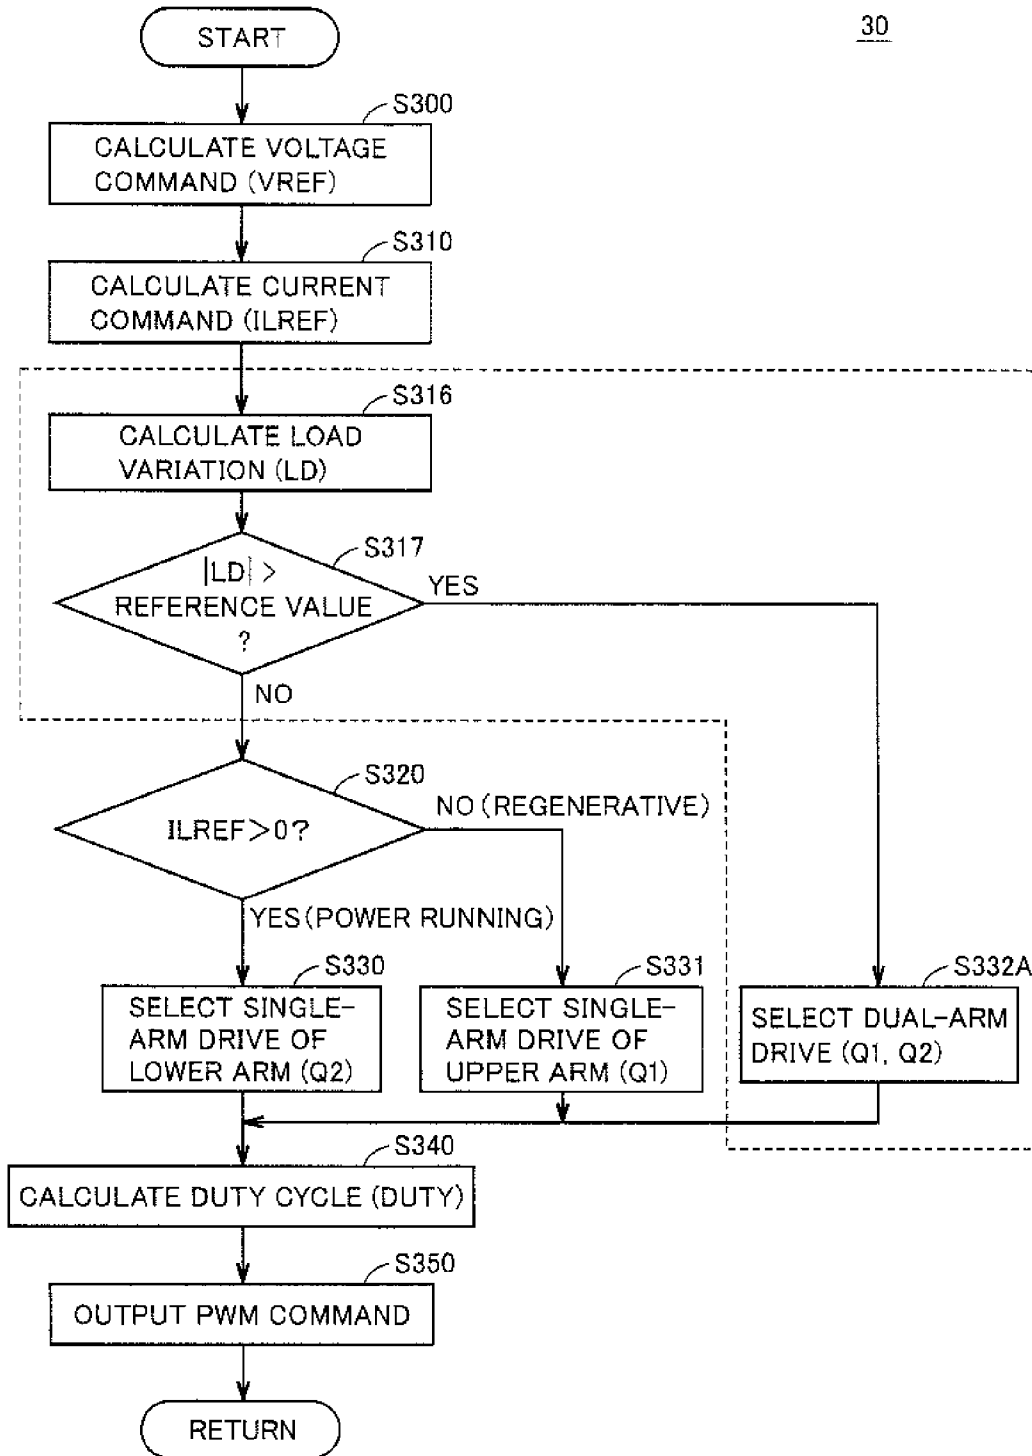 START
30
S300
CALCULATE VOLTAGE
COMMAND (VREF)
S310
CALCULATE CURRENT
COMMAND (ILREF)
S316
CALCULATE LOAD
VARIATION (LD)
S317
|LD| >
REFERENCE VALUE
?
YES
NO
S320
ILREF>0?
NO (REGENERATIVE)
YES (POWER RUNNING)
S330
SELECT SINGLE-
ARM DRIVE OF
LOWER ARM (Q2)
S331
SELECT SINGLE-
ARM DRIVE OF
UPPER ARM (Q1)
S332A
SELECT DUAL-ARM
DRIVE (Q1, Q2)
S340
CALCULATE DUTY CYCLE (DUTY)
S350
OUTPUT PWM COMMAND
RETURN